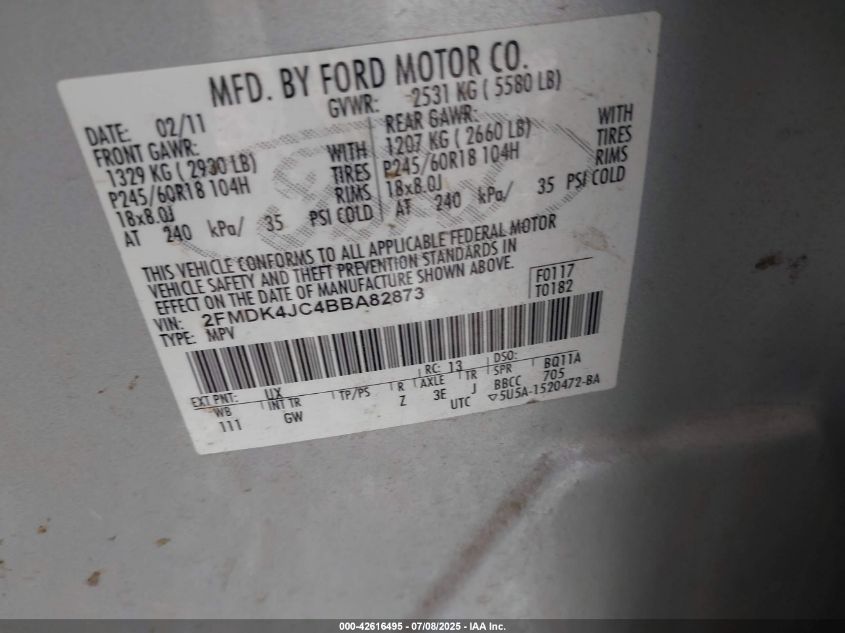 MFD. BY FORD MOTOR CO.
DATE: 02/11 GVWR: 2531 KG ( 5580 LB)
FRONT GAWR: REAR GAWR:
1329 KG ( 2930 LB) WITH 1207 KG ( 2660 LB) WITH
P245/60R18 104H TIRES P245/60R18 104H TIRES
18x8.0J RIMS 18x8.0J RIMS
AT 240 kPa/ 35 PSI COLD AT 240 kPa/ 35 PSI COLD
THIS VEHICLE CONFORMS TO ALL APPLICABLE FEDERAL MOTOR
VEHICLE SAFETY AND THEFT PREVENTION STANDARDS IN
EFFECT ON THE DATE OF MANUFACTURE SHOWN ABOVE.
VIN: 2FMDK4JC4BBA82873 F0117
TYPE: MPV T0182
EXT PNT: UX RC: 13 DSO:
WB INT TR TP/PS R AXLE TR SPR BQ11A
111 GW Z 3E J BBCC 705
UTC ▽5U5A-1520472-BA
000-42616495 - 07/08/2025 - IAA Inc.